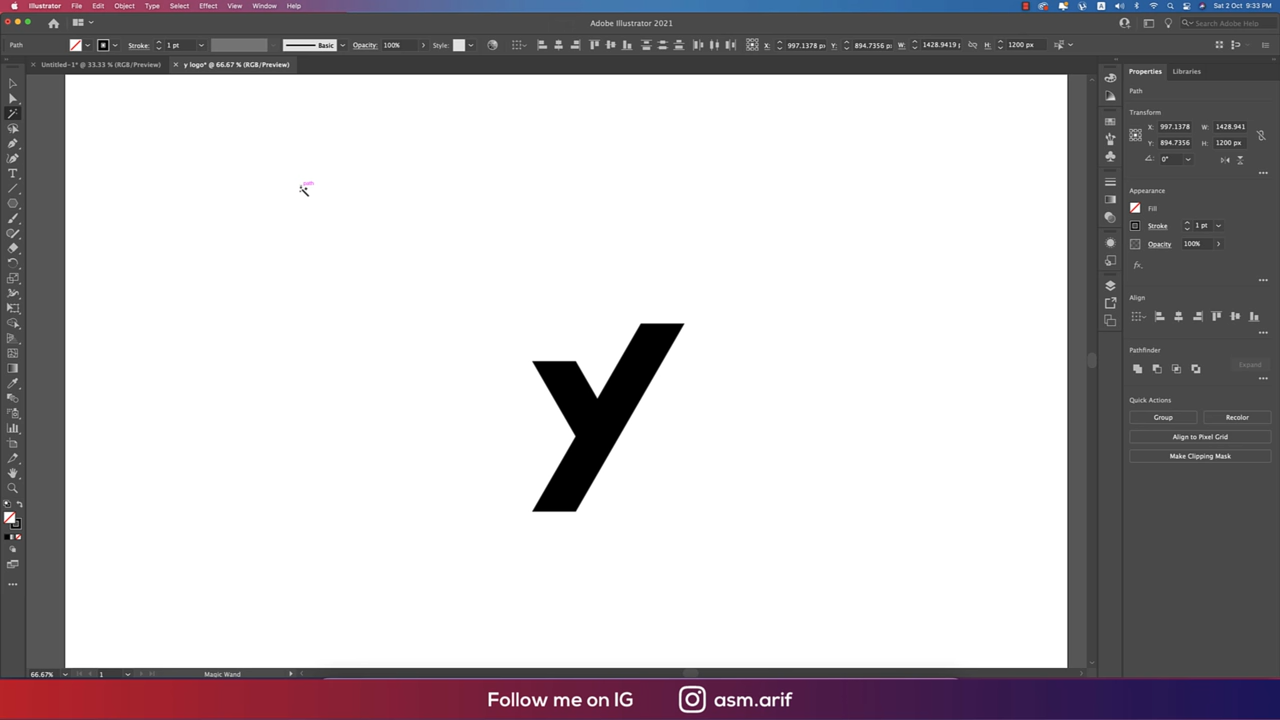 Illustrator File Edit Object Type Select Effect View Window Help
A Sat 2 Oct 9:33 PM
Adobe Illustrator 2021
Search Adobe Help
Path Stroke: 1 pt Basic Opacity: 100% Style: X: 997.1378 px Y: 894.7356 W: 1428.9419 H: 1200 px
Untitled-1* @ 33.33 % (RGB/Preview) y logo* @ 66.67 % (RGB/Preview)
Properties Libraries
Path
Transform
X: 997.1378 W: 1428.941
Y: 894.7356 H: 1200 px
0°
Appearance
Fill
Stroke 1 pt
Opacity 100%
fx.
Align
Pathfinder
Expand
Quick Actions
Group Recolor
Align to Pixel Grid
Make Clipping Mask
y
66.67% 1 Magic Wand
Follow me on IG asm.arif